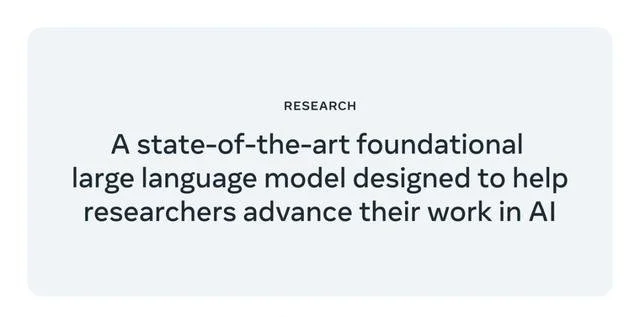 RESEARCH
A state-of-the-art foundational
large language model designed to help
researchers advance their work in AI